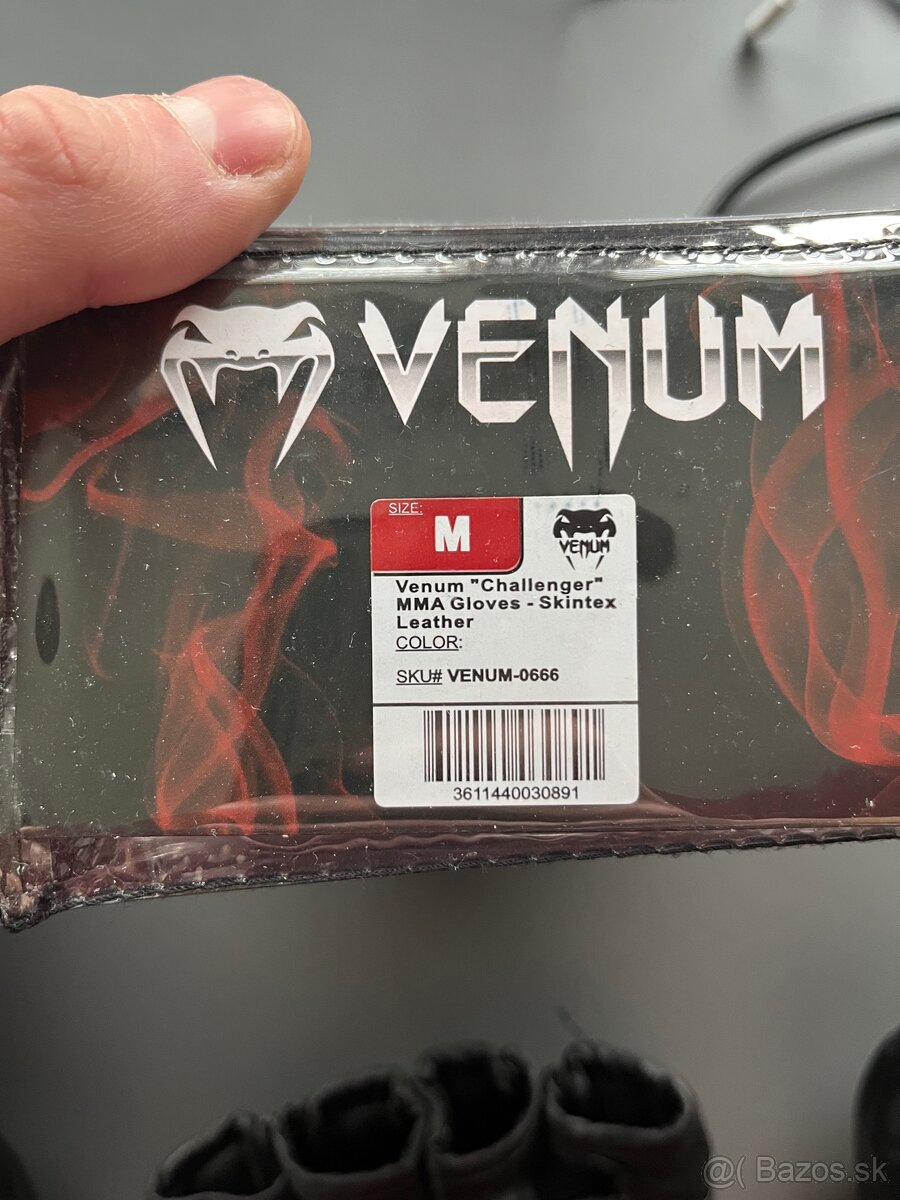 VENUM
SIZE:
M
VENUM
Venum "Challenger"
MMA Gloves - Skintex
Leather
COLOR:
SKU# VENUM-0666
3611440030891
@( Bazos.sk